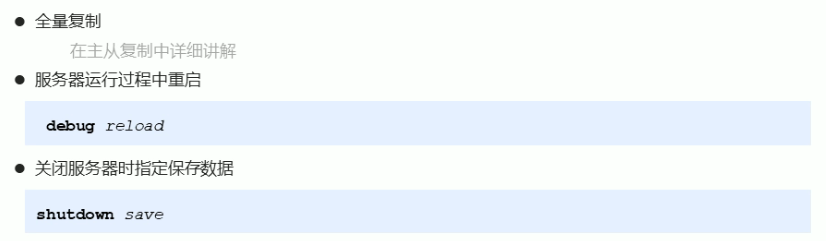 ● 全量复制
在主从复制中详细讲解
● 服务器运行过程中重启
debug reload
● 关闭服务器时指定保存数据
shutdown save